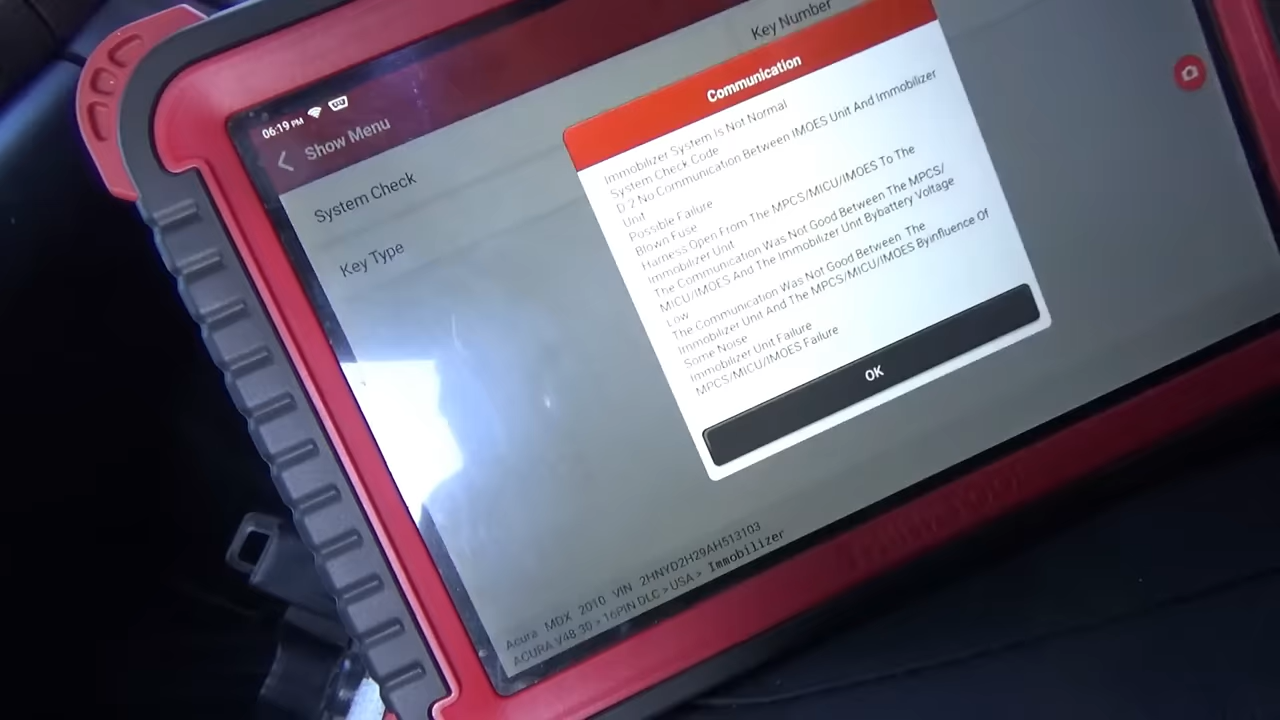 06:19 PM
Show Menu
System Check
Key Type
Key Number
Communication
Immobilizer System Is Not Normal
System Check Code
D-2 No Communication Between IMOES Unit And Immobilizer
Unit
Possible Failure
Blown Fuse
Harness Open From The MPCS/MICU/IMOES To The
Immobilizer Unit
The Communication Was Not Good Between The MPCS/
MICU/IMOES And The Immobilizer Unit Bybattery Voltage
Low
The Communication Was Not Good Between The
Immobilizer Unit And The MPCS/MICU/IMOES Byinfluence Of
Some Noise
Immobilizer Unit Failure
MPCS/MICU/IMOES Failure
OK
Acura MDX 2010 VIN 2HNYD2H29AH513103
ACURA V48.30 > 16PIN DLC > USA > Immobilizer